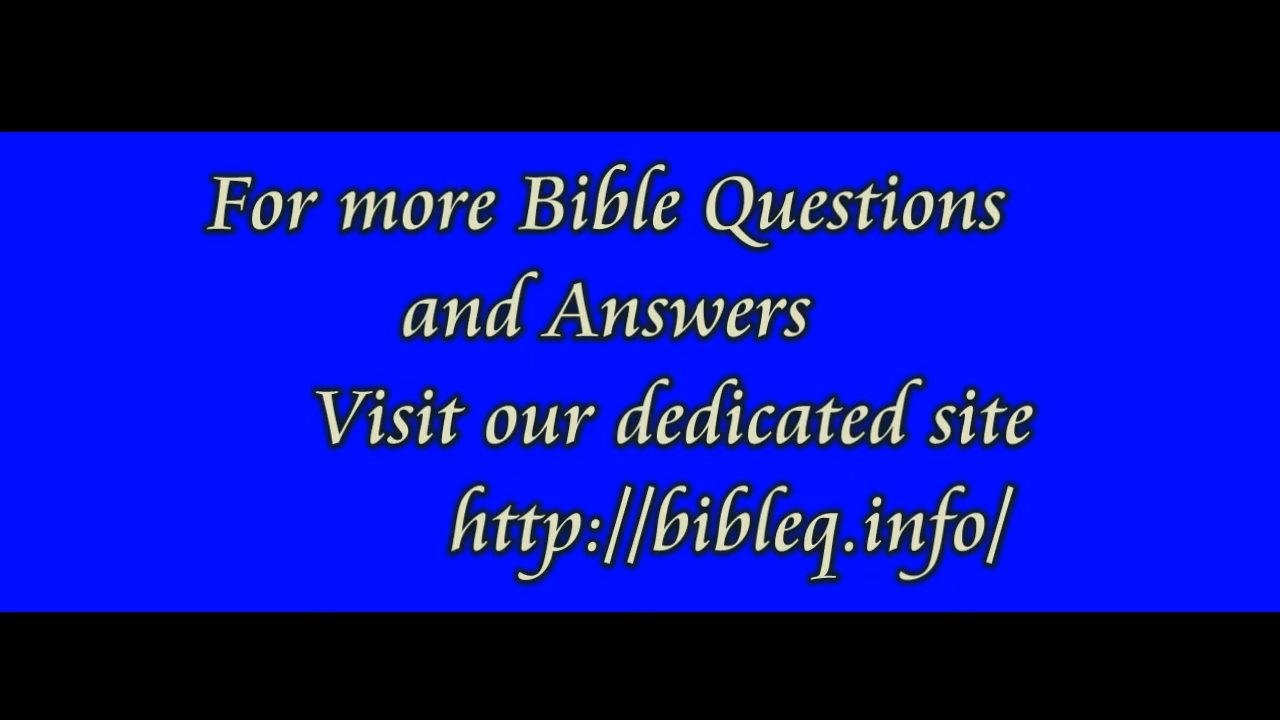 For more Bible Questions
and Answers
Visit our dedicated site
http://bibleq.info/